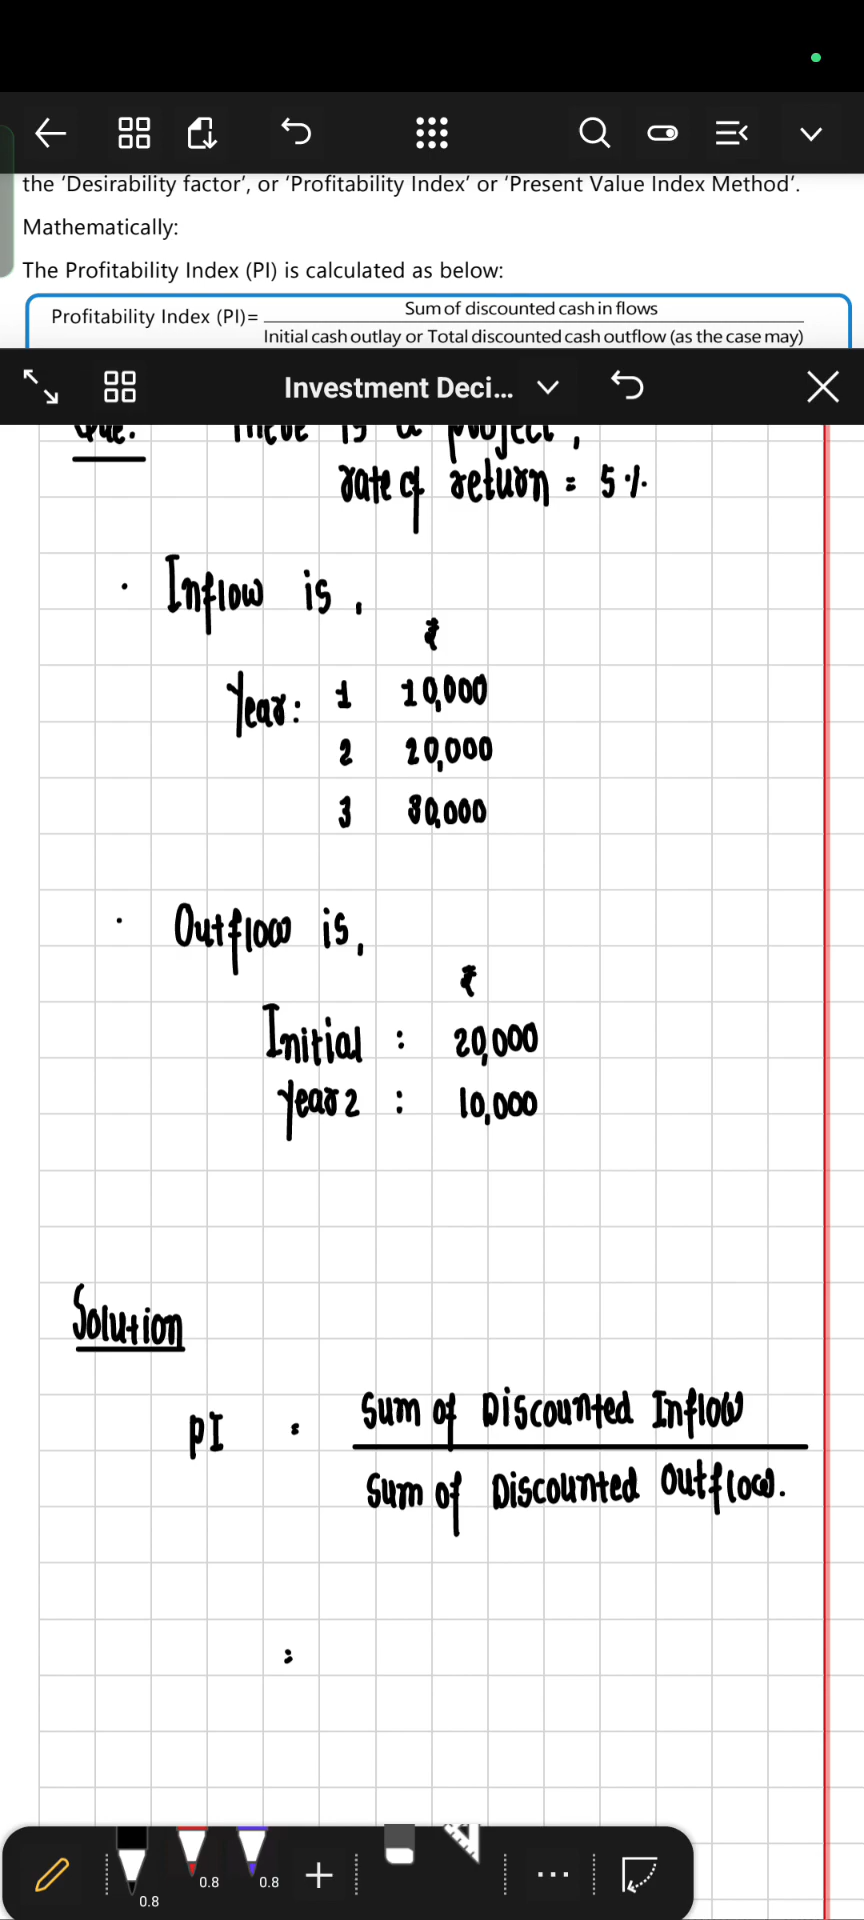 the ‘Desirability factor’, or ‘Profitability Index’ or ‘Present Value Index Method’.
Mathematically:
The Profitability Index (PI) is calculated as below:
Profitability Index (PI)= Sum of discounted cash in flows
Initial cash outlay or Total discounted cash outflow (as the case may)
Investment Deci...
Que. There is a project,
rate of return = 5%
· Inflow is,
₹
Year: 1 10,000
2 20,000
3 30,000
· Outflow is,
₹
Initial : 20,000
Year 2 : 10,000
Solution
PI = Sum of Discounted Inflow
Sum of Discounted Outflow.
=
0.8 0.8 0.8